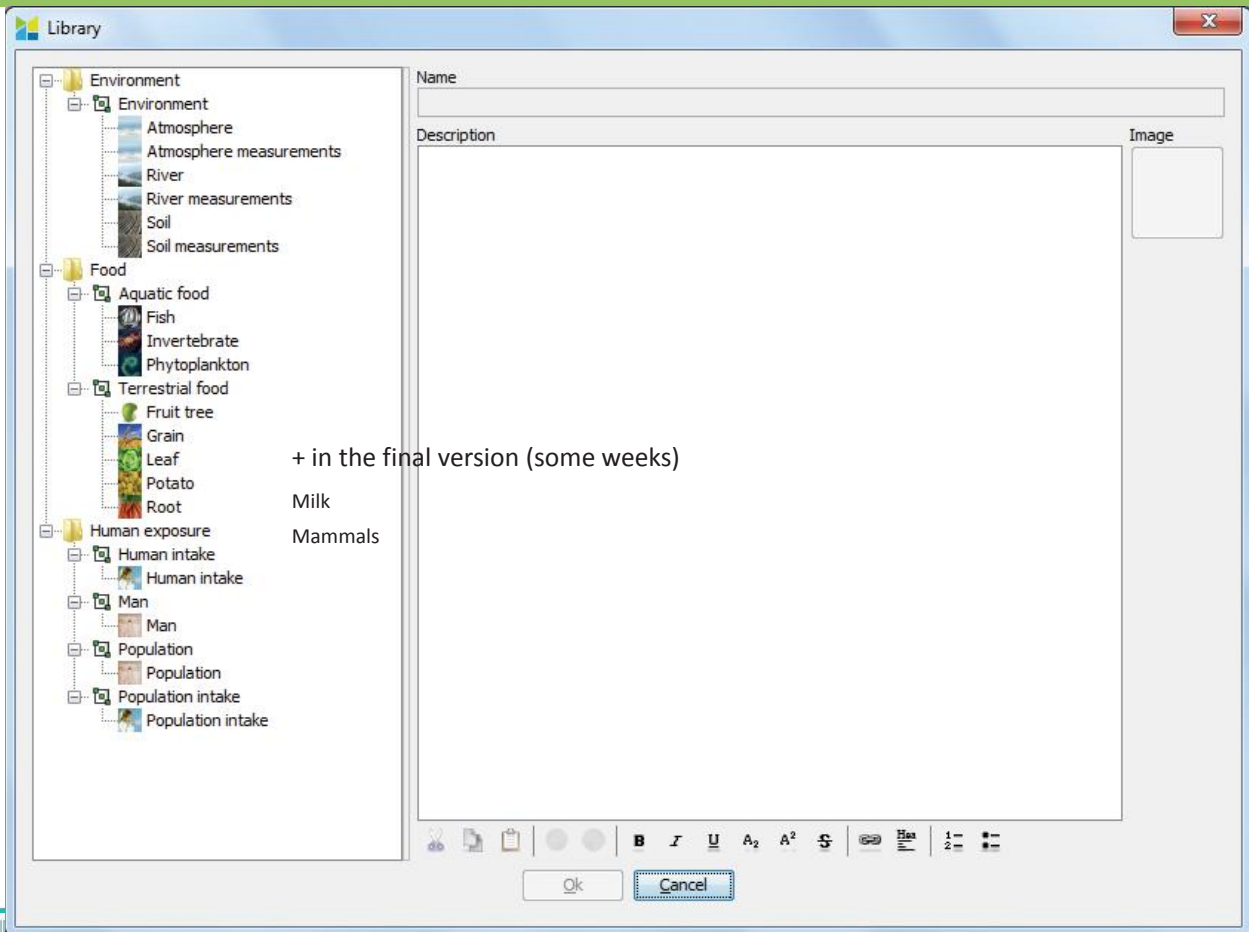 Library
Environment
Environment
Atmosphere
Atmosphere measurements
River
River measurements
Soil
Soil measurements
Food
Aquatic food
Fish
Invertebrate
Phytoplankton
Terrestrial food
Fruit tree
Grain
Leaf
Potato
Root
Human exposure
Human intake
Human intake
Man
Man
Population
Population
Population intake
Population intake
+ in the final version (some weeks)
Milk
Mammals
Name
Description
Image
B I U A₂ A² S
Ok
Cancel